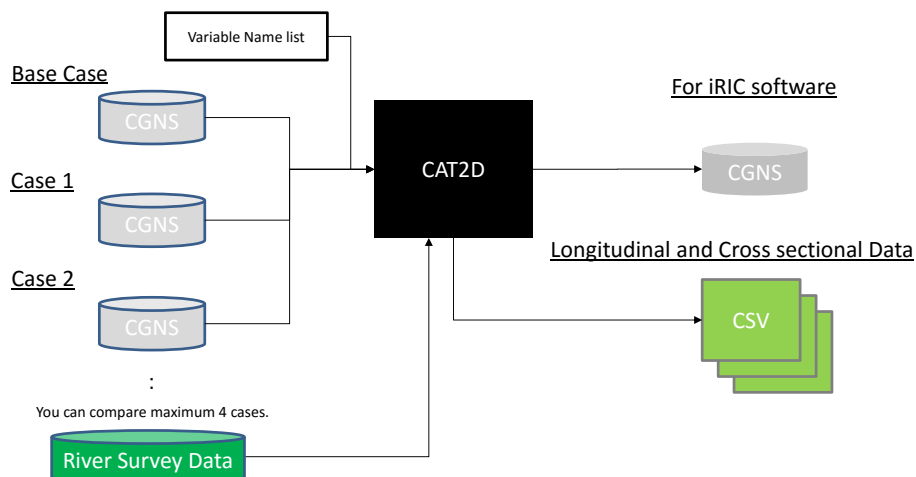 Variable Name list
Base Case
CGNS
Case 1
CGNS
Case 2
CGNS
:
You can compare maximum 4 cases.
River Survey Data
CAT2D
For iRIC software
CGNS
Longitudinal and Cross sectional Data
CSV